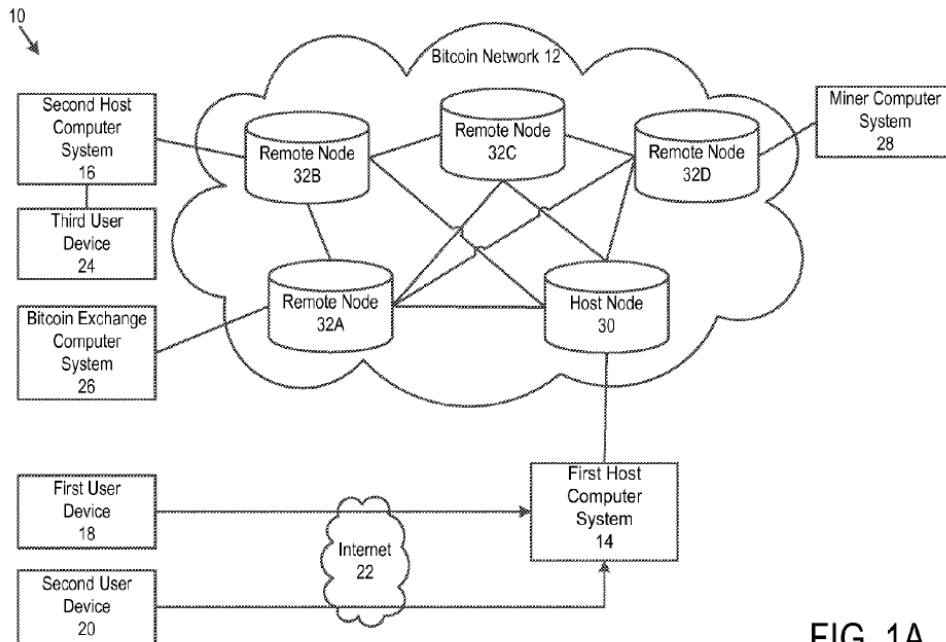 10
Bitcoin Network 12
Second Host
Computer
System
16
Remote Node
32B
Remote Node
32C
Remote Node
32D
Miner Computer
System
28
Third User
Device
24
Bitcoin Exchange
Computer
System
26
Remote Node
32A
Host Node
30
First User
Device
18
Internet
22
First Host
Computer
System
14
Second User
Device
20
FIG. 1A